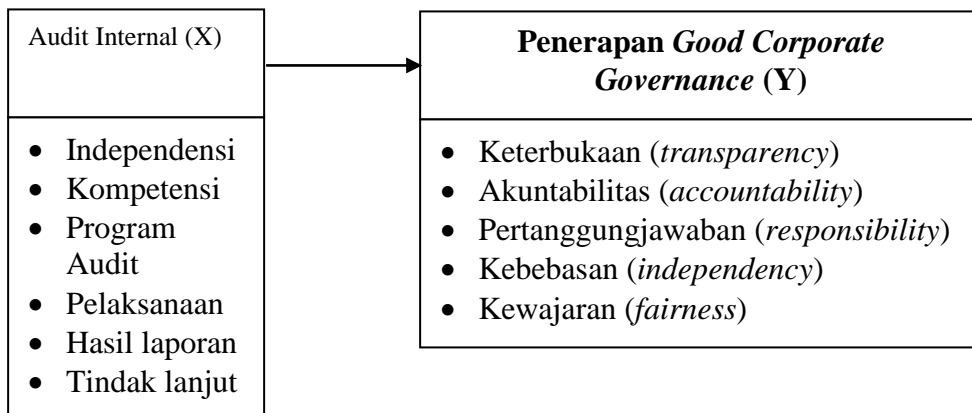 Audit Internal (X)
• Independensi
• Kompetensi
• Program
Audit
• Pelaksanaan
• Hasil laporan
• Tindak lanjut
Penerapan Good Corporate
Governance (Y)
• Keterbukaan (transparency)
• Akuntabilitas (accountability)
• Pertanggungjawaban (responsibility)
• Kebebasan (independency)
• Kewajaran (fairness)